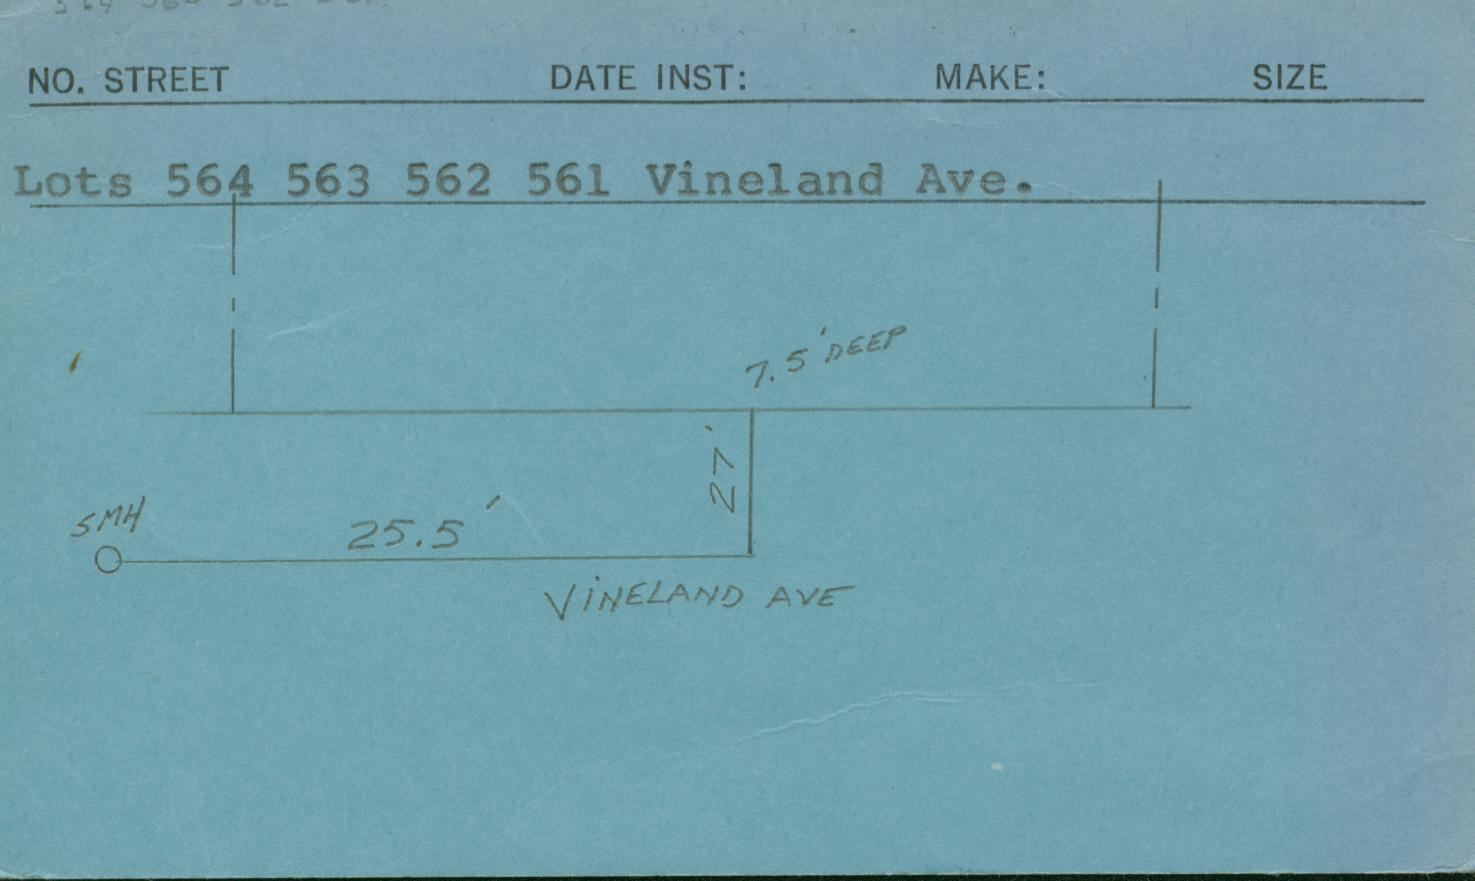 NO. STREET DATE INST: MAKE: SIZE
Lots 564 563 562 561 Vineland Ave.
7.5' DEEP
27'
SMH
25.5'
VINELAND AVE